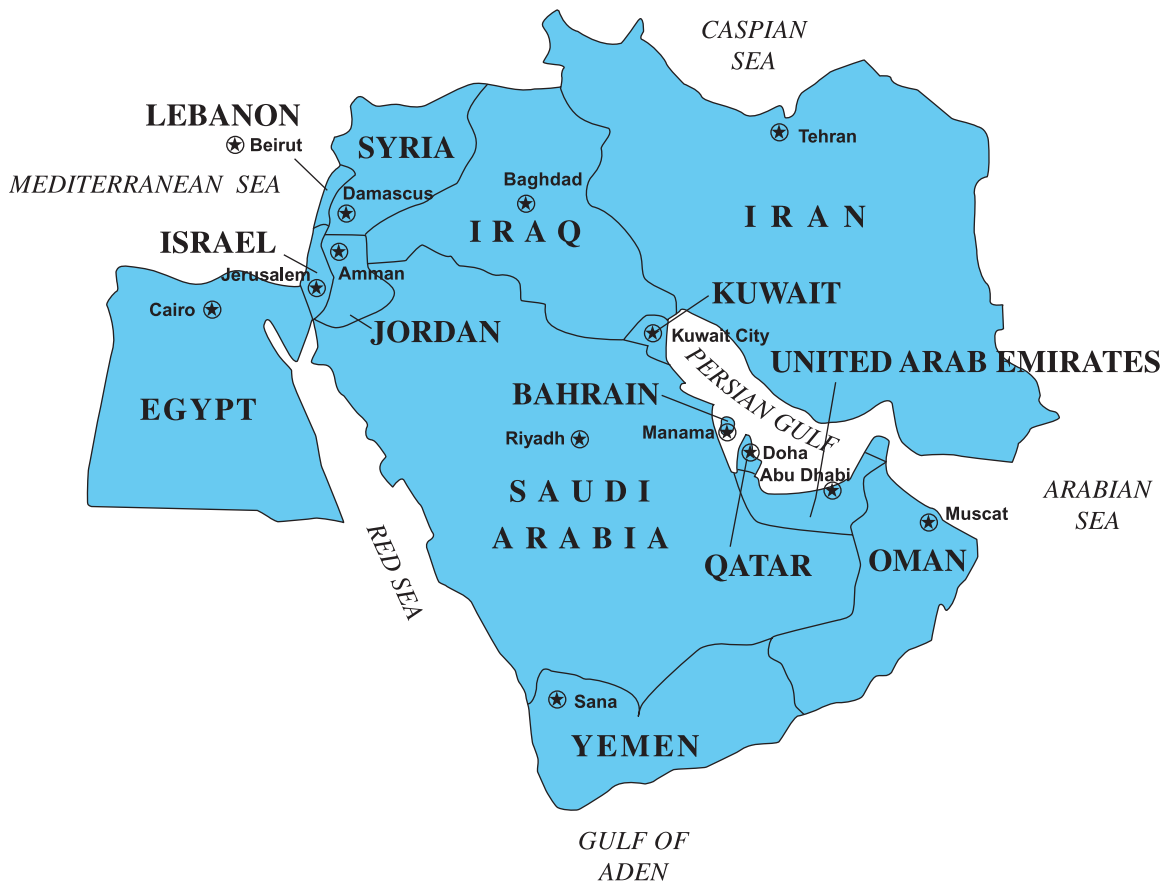 CASPIAN
SEA
LEBANON
Beirut
SYRIA
Tehran
MEDITERRANEAN SEA
Damascus
Baghdad
IRAN
IRAQ
ISRAEL
Jerusalem
Amman
KUWAIT
Cairo
JORDAN
Kuwait City
UNITED ARAB EMIRATES
PERSIAN GULF
BAHRAIN
EGYPT
Riyadh
Manama
Doha
Abu Dhabi
SAUDI
ARABIA
ARABIAN
SEA
Muscat
RED SEA
QATAR
OMAN
Sana
YEMEN
GULF OF
ADEN